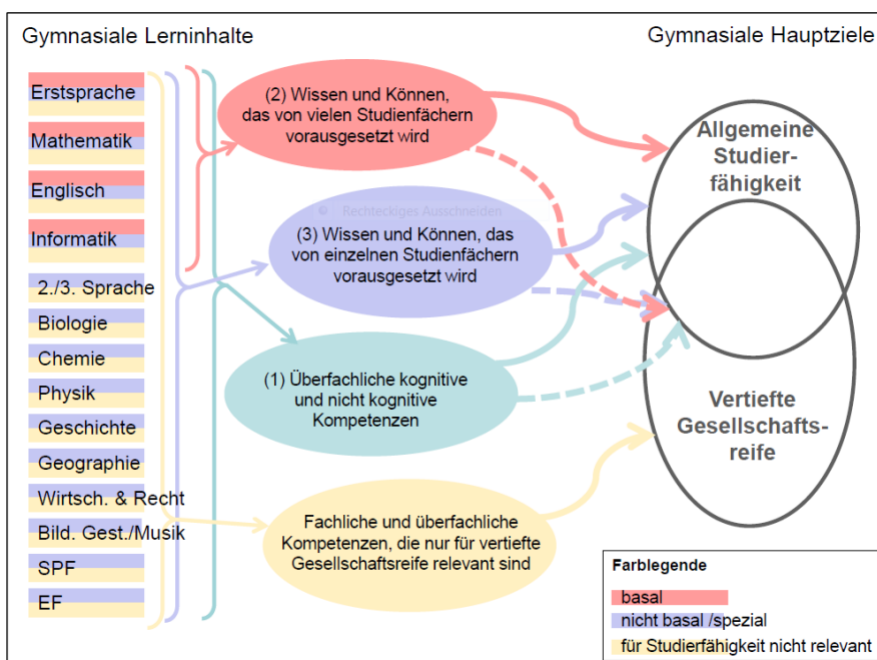 Gymnasiale Lerninhalte
Gymnasiale Hauptziele
Erstsprache
Mathematik
Englisch
Informatik
2./3. Sprache
Biologie
Chemie
Physik
Geschichte
Geographie
Wirtsch. & Recht
Bild. Gest./Musik
SPF
EF
(2) Wissen und Können,
das von vielen Studienfächern
vorausgesetzt wird
Rechteckiges Ausschneiden
(3) Wissen und Können, das
von einzelnen Studienfächern
vorausgesetzt wird
(1) Überfachliche kognitive
und nicht kognitive
Kompetenzen
Fachliche und überfachliche
Kompetenzen, die nur für vertiefte
Gesellschaftsreife relevant sind
Allgemeine
Studier-
fähigkeit
Vertiefte
Gesellschafts-
reife
Farblegende
basal
nicht basal /spezial
für Studierfähigkeit nicht relevant